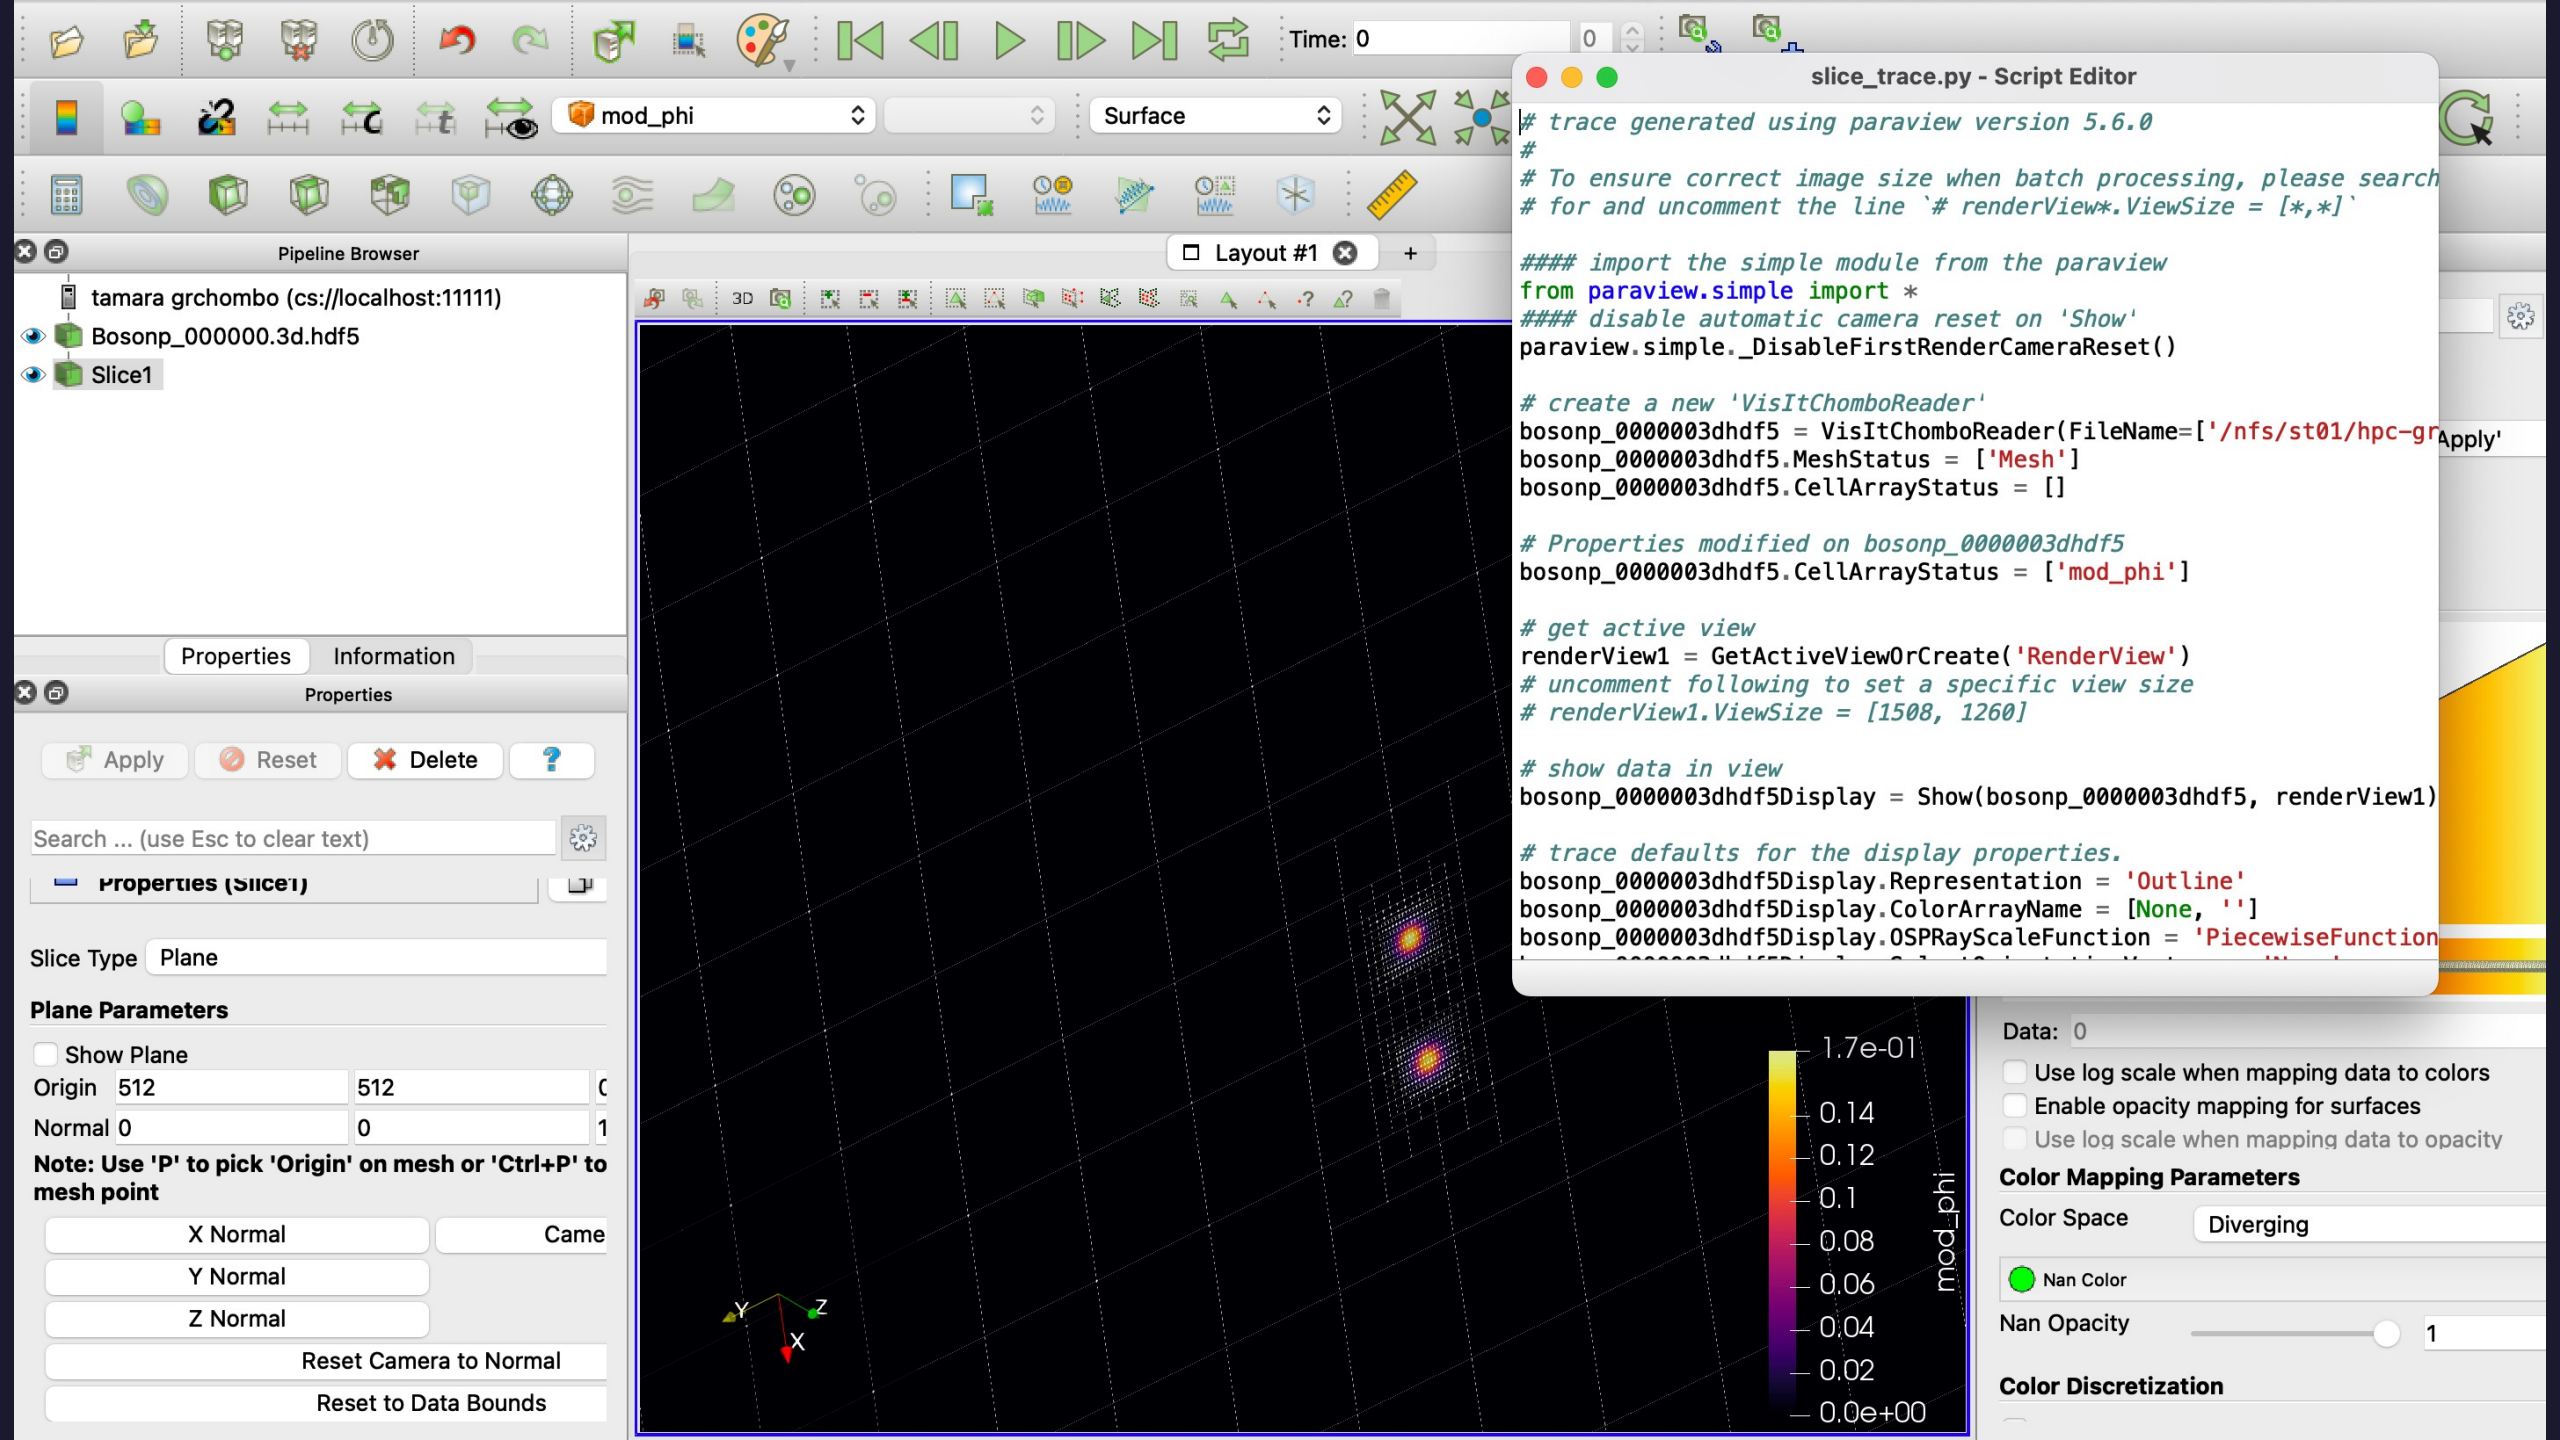 Time: 0
0
mod_phi
Surface
Pipeline Browser
tamara grchombo (cs://localhost:11111)
Bosonp_000000.3d.hdf5
Slice1
Properties
Information
Properties
Apply
Reset
Delete
?
Search ... (use Esc to clear text)
Properties (Slice1)
Slice Type
Plane
Plane Parameters
Show Plane
Origin 512 512 0
Normal 0 0 1
Note: Use 'P' to pick 'Origin' on mesh or 'Ctrl+P' to
mesh point
X Normal
Came
Y Normal
Z Normal
Reset Camera to Normal
Reset to Data Bounds
Layout #1
+
3D
Y
Z
X
1.7e-01
0.14
0.12
0.1
0.08
0.06
0.04
0.02
0.0e+00
mod_phi
slice_trace.py - Script Editor
# trace generated using paraview version 5.6.0
#
# To ensure correct image size when batch processing, please search
# for and uncomment the line `# renderView*.ViewSize = [*,*]`
#### import the simple module from the paraview
from paraview.simple import *
#### disable automatic camera reset on 'Show'
paraview.simple._DisableFirstRenderCameraReset()
# create a new 'VisItChomboReader'
bosonp_0000003dhdf5 = VisItChomboReader(FileName=['/nfs/st01/hpc-gr
bosonp_0000003dhdf5.MeshStatus = ['Mesh']
bosonp_0000003dhdf5.CellArrayStatus = []
# Properties modified on bosonp_0000003dhdf5
bosonp_0000003dhdf5.CellArrayStatus = ['mod_phi']
# get active view
renderView1 = GetActiveViewOrCreate('RenderView')
# uncomment following to set a specific view size
# renderView1.ViewSize = [1508, 1260]
# show data in view
bosonp_0000003dhdf5Display = Show(bosonp_0000003dhdf5, renderView1)
# trace defaults for the display properties.
bosonp_0000003dhdf5Display.Representation = 'Outline'
bosonp_0000003dhdf5Display.ColorArrayName = [None, '']
bosonp_0000003dhdf5Display.OSPRayScaleFunction = 'PiecewiseFunction
Apply'
Data: 0
Use log scale when mapping data to colors
Enable opacity mapping for surfaces
Use log scale when mapping data to opacity
Color Mapping Parameters
Color Space
Diverging
Nan Color
Nan Opacity
1
Color Discretization